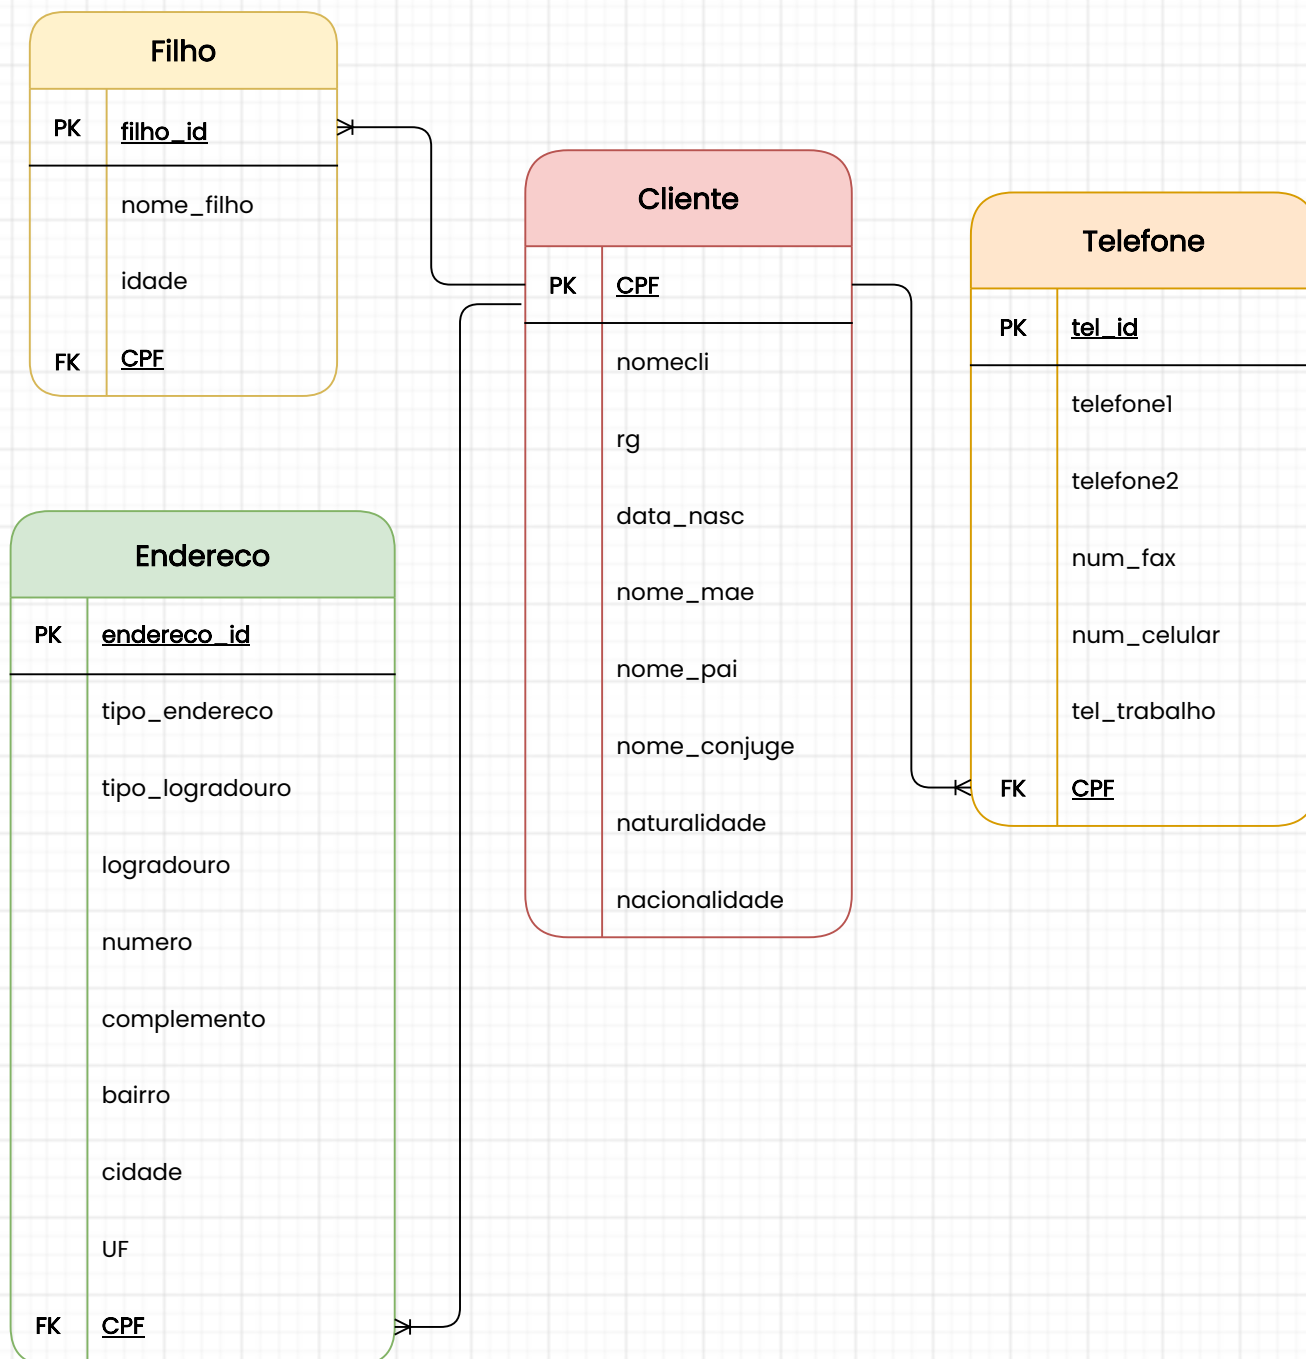 Filho
PK filho_id
nome_filho
idade
FK CPF
Cliente
PK CPF
nomecli
rg
data_nasc
nome_mae
nome_pai
nome_conjuge
naturalidade
nacionalidade
Telefone
PK tel_id
telefone1
telefone2
num_fax
num_celular
tel_trabalho
FK CPF
Endereco
PK endereco_id
tipo_endereco
tipo_logradouro
logradouro
numero
complemento
bairro
cidade
UF
FK CPF